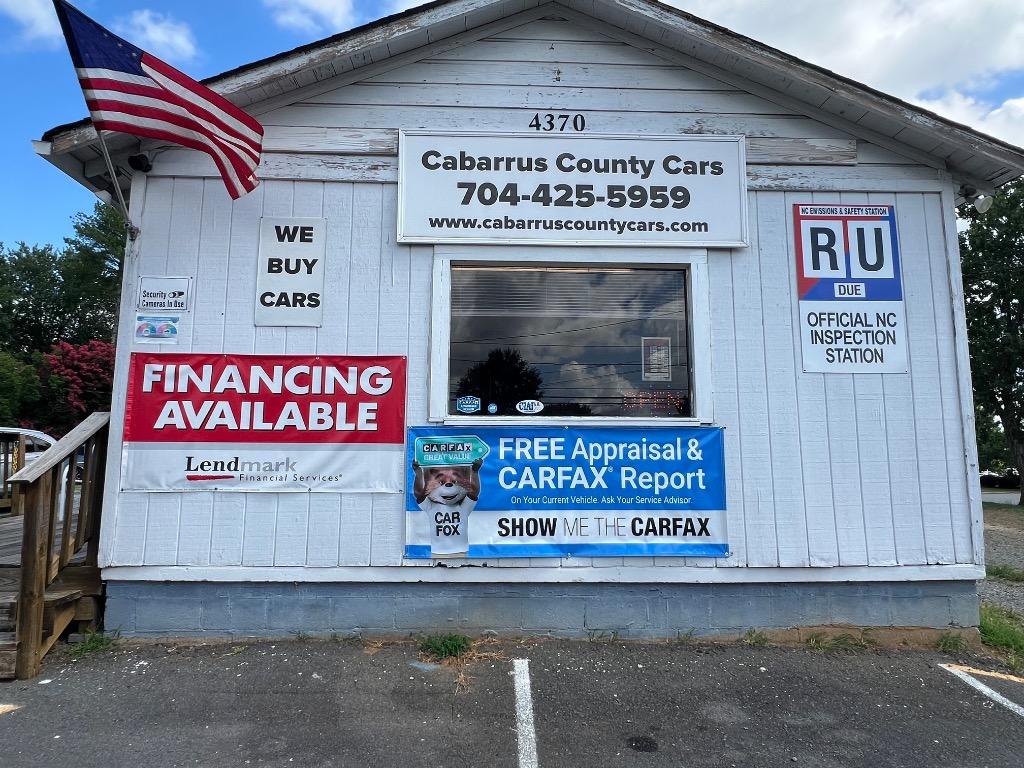 4370
Cabarrus County Cars
704-425-5959
www.cabarruscountycars.com
WE
BUY
CARS
NC EMISSIONS & SAFETY STATION
R U
DUE
OFFICIAL NC
INSPECTION
STATION
Security
Cameras In Use
FINANCING
AVAILABLE
Lendmark
Financial Services
OPEN
CARFAX
GREAT VALUE
CAR
FOX
FREE Appraisal &
CARFAX Report
On Your Current Vehicle. Ask Your Service Advisor.
SHOW ME THE CARFAX